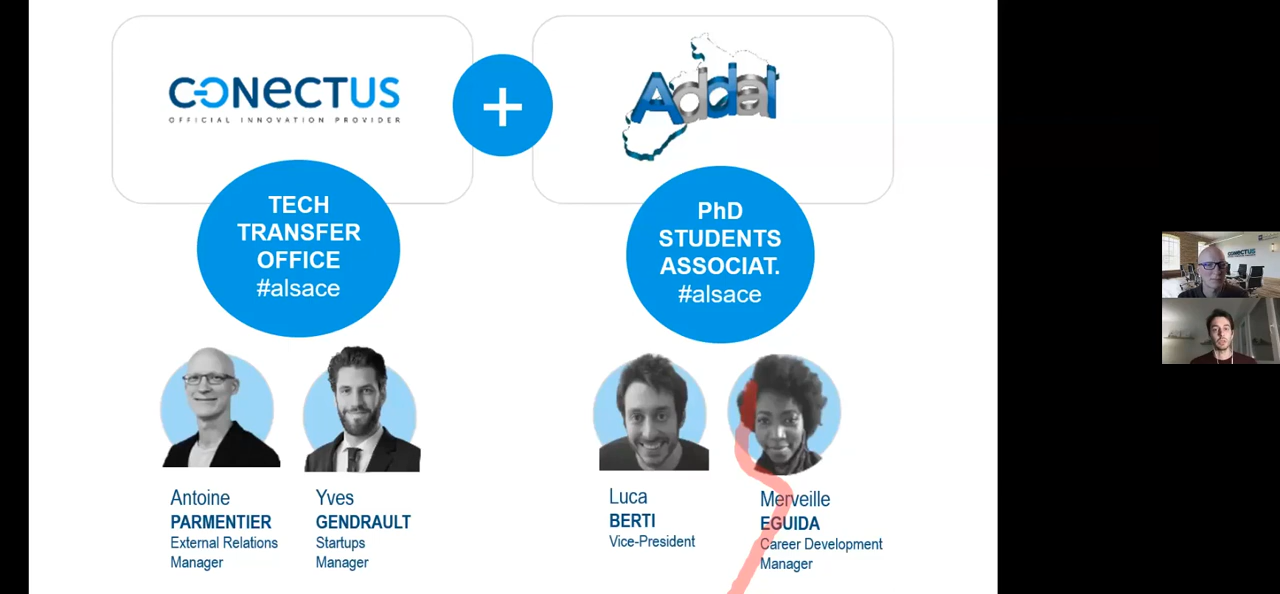 CONECTUS
OFFICIAL INNOVATION PROVIDER
+
Addal
TECH
TRANSFER
OFFICE
#alsace
PhD
STUDENTS
ASSOCIAT.
#alsace
Antoine
PARMENTIER
External Relations
Manager
Yves
GENDRAULT
Startups
Manager
Luca
BERTI
Vice-President
Merveille
EGUIDA
Career Development
Manager
CONECTUS